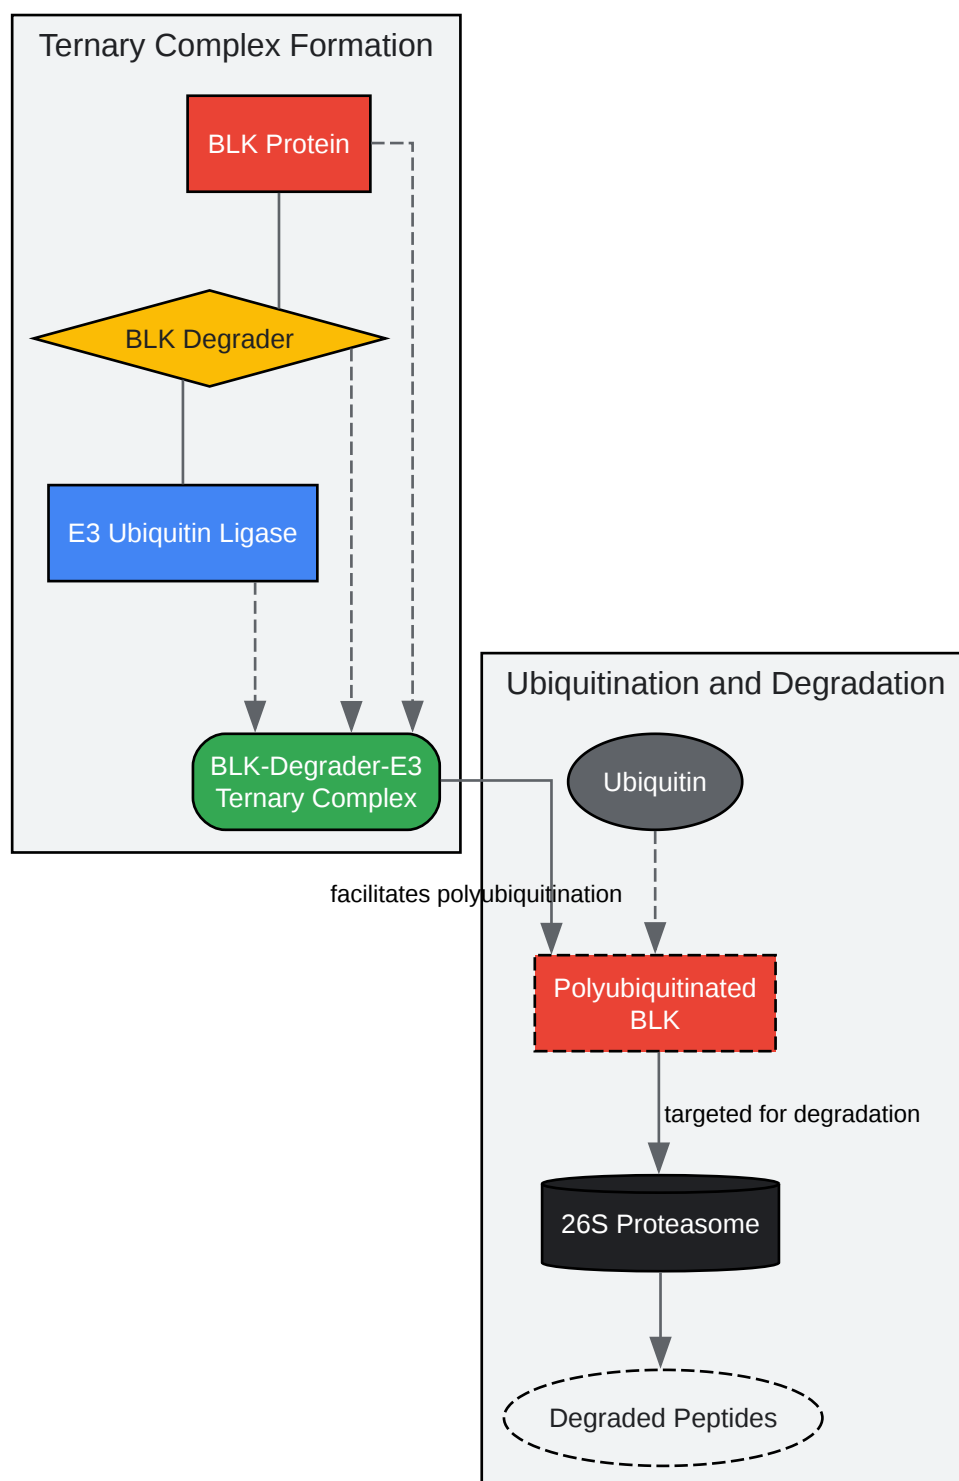 Ternary Complex Formation
BLK Protein
BLK Degrader
E3 Ubiquitin Ligase
BLK-Degrader-E3
Ternary Complex
Ubiquitination and Degradation
Ubiquitin
facilitates polyubiquitination
Polyubiquitinated
BLK
targeted for degradation
26S Proteasome
Degraded Peptides